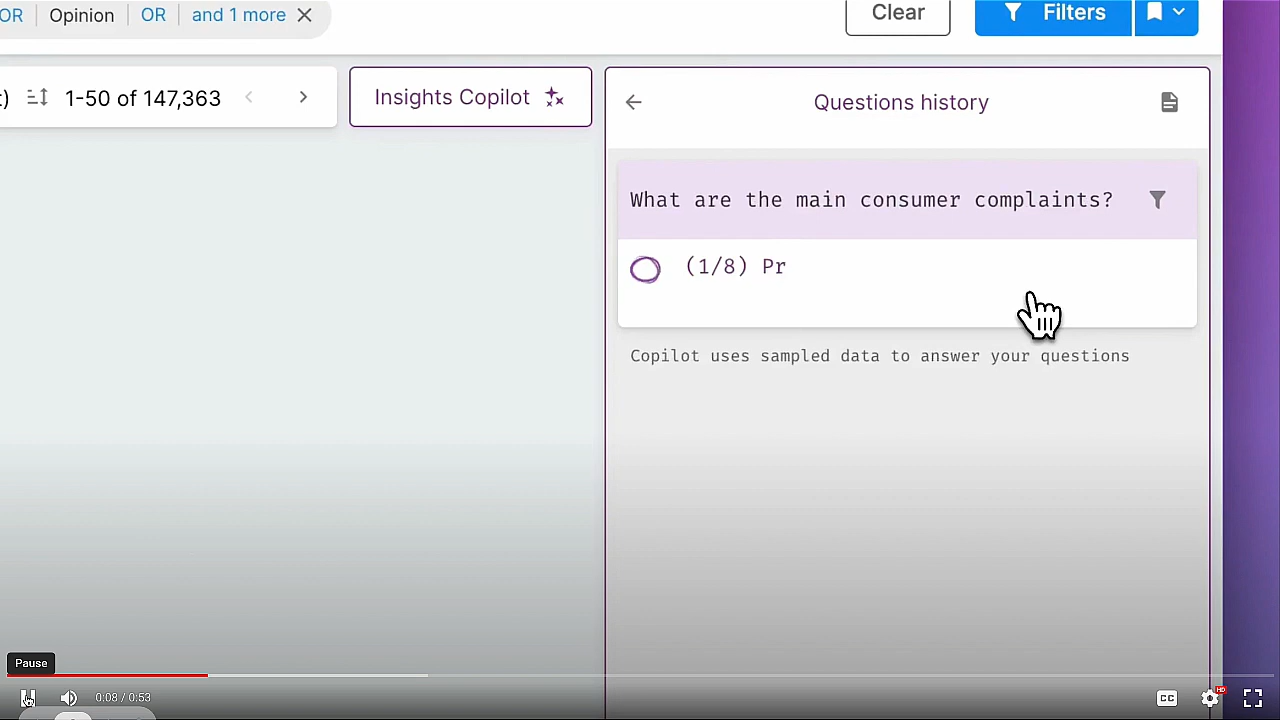 OR Opinion OR and 1 more
Clear
Filters
1-50 of 147,363
Insights Copilot
Questions history
What are the main consumer complaints?
(1/8) Pr
Copilot uses sampled data to answer your questions
Pause
0:08 / 0:53
CC
HD